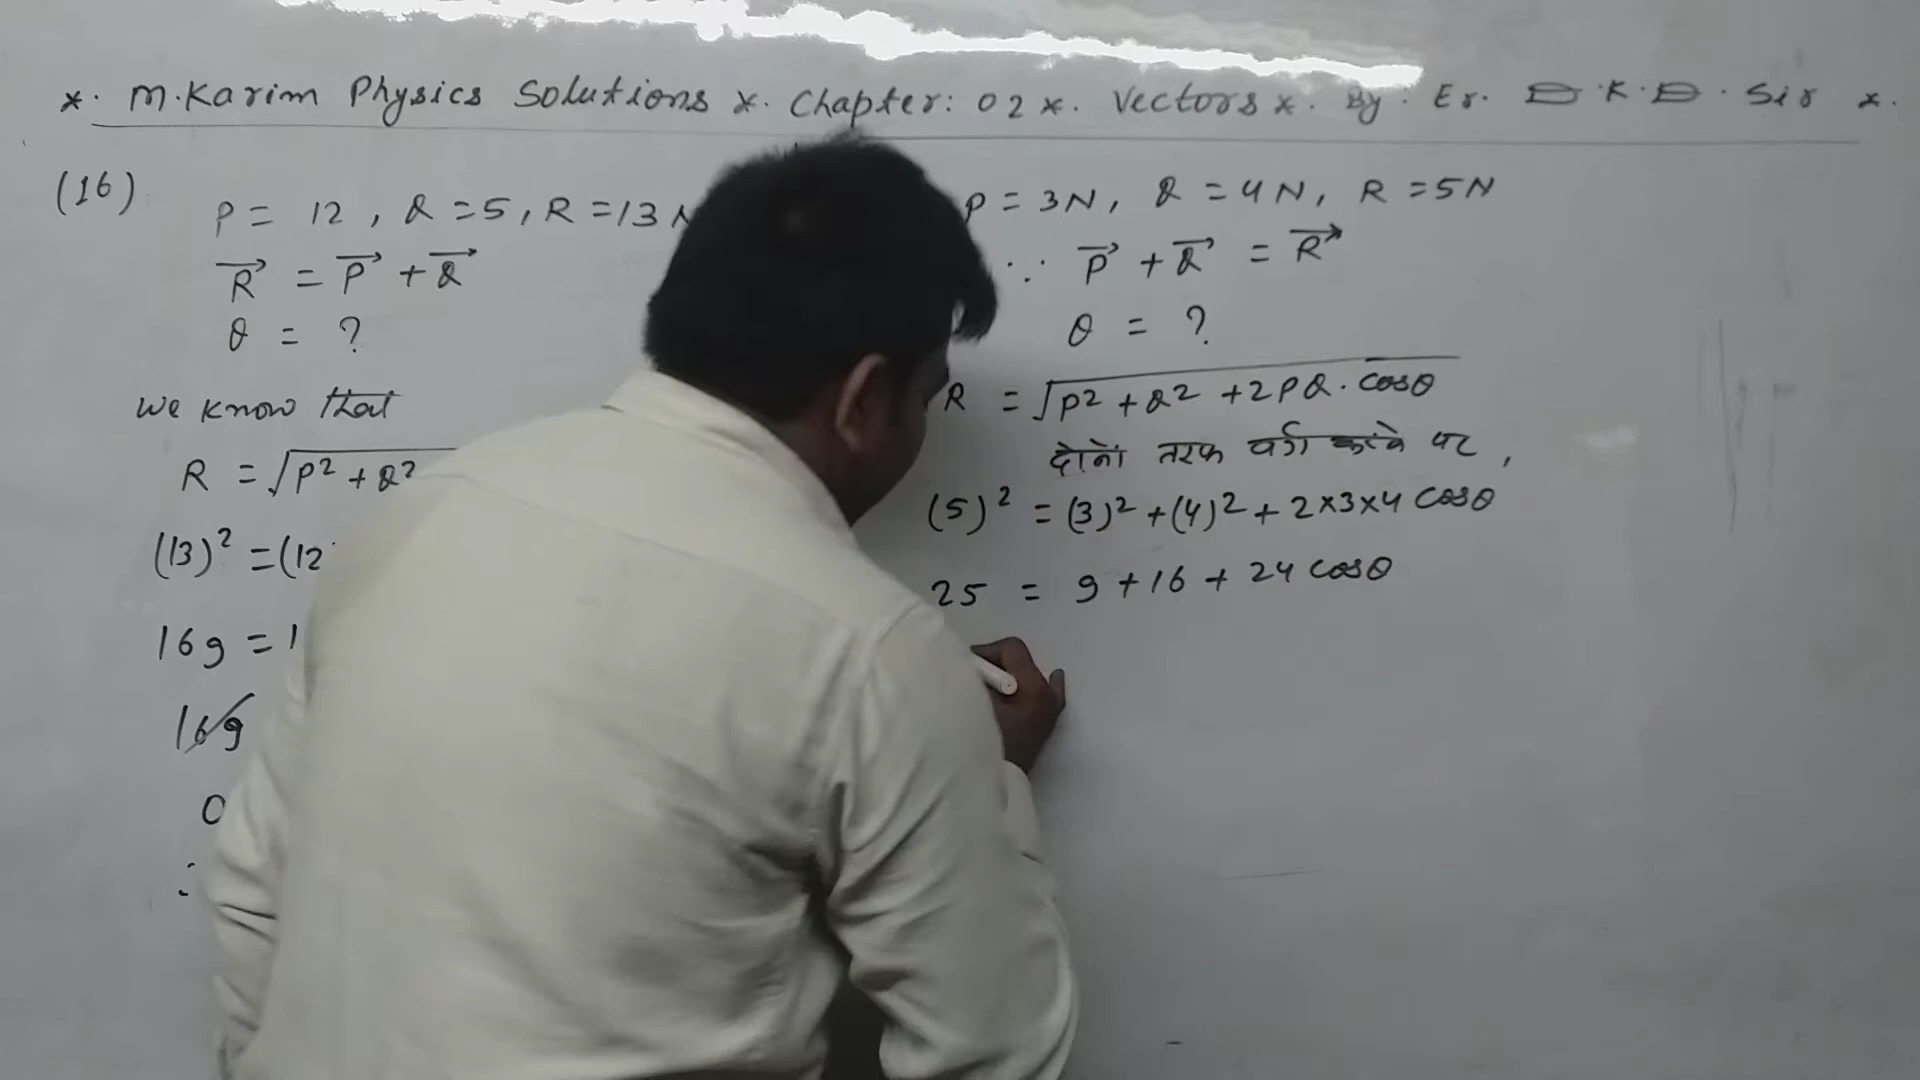 *. M.Karim Physics Solutions *. Chapter: 02 *. Vectors *. By. Er. D.K.D. Sir *.
(16)
P = 12, Q = 5, R = 13
R⃗ = P⃗ + Q⃗
θ = ?
We know that
R = √P² + Q²
(13)² = (12
169 = 1
169
0
P = 3N, Q = 4N, R = 5N
∵ P⃗ + Q⃗ = R⃗
θ = ?
R = √P² + Q² + 2PQ. cosθ
दोनों तरफ वर्ग करने पर,
(5)² = (3)² + (4)² + 2×3×4 cosθ
25 = 9 + 16 + 24 cosθ